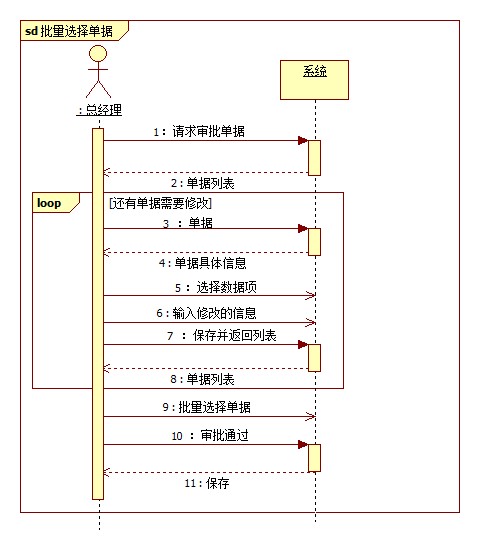 sd 批量选择单据
系统
: 总经理
1 : 请求审批单据
2 : 单据列表
loop
[还有单据需要修改]
3 : 单据
4 : 单据具体信息
5 : 选择数据项
6 : 输入修改的信息
7 : 保存并返回列表
8 : 单据列表
9 : 批量选择单据
10 : 审批通过
11 : 保存